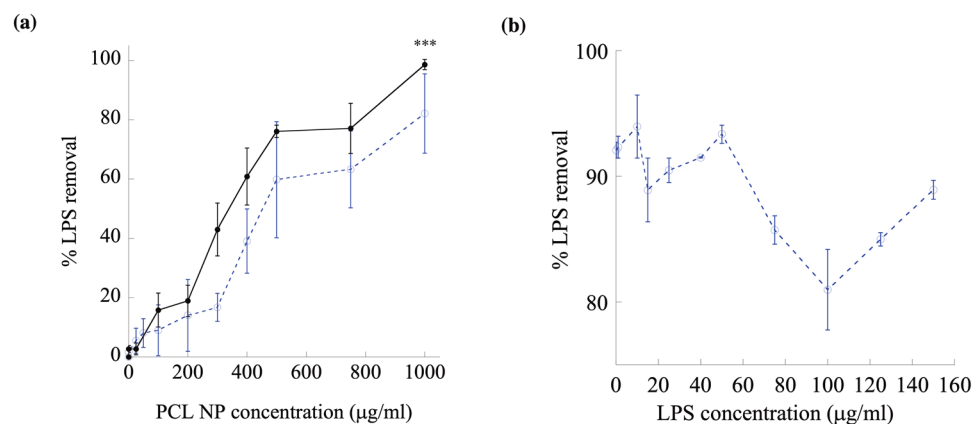 (a)
***
100
80
60
40
20
0
% LPS removal
0 200 400 600 800 1000
PCL NP concentration (µg/ml)
(b)
100
90
80
% LPS removal
0 20 40 60 80 100 120 140 160
LPS concentration (µg/ml)